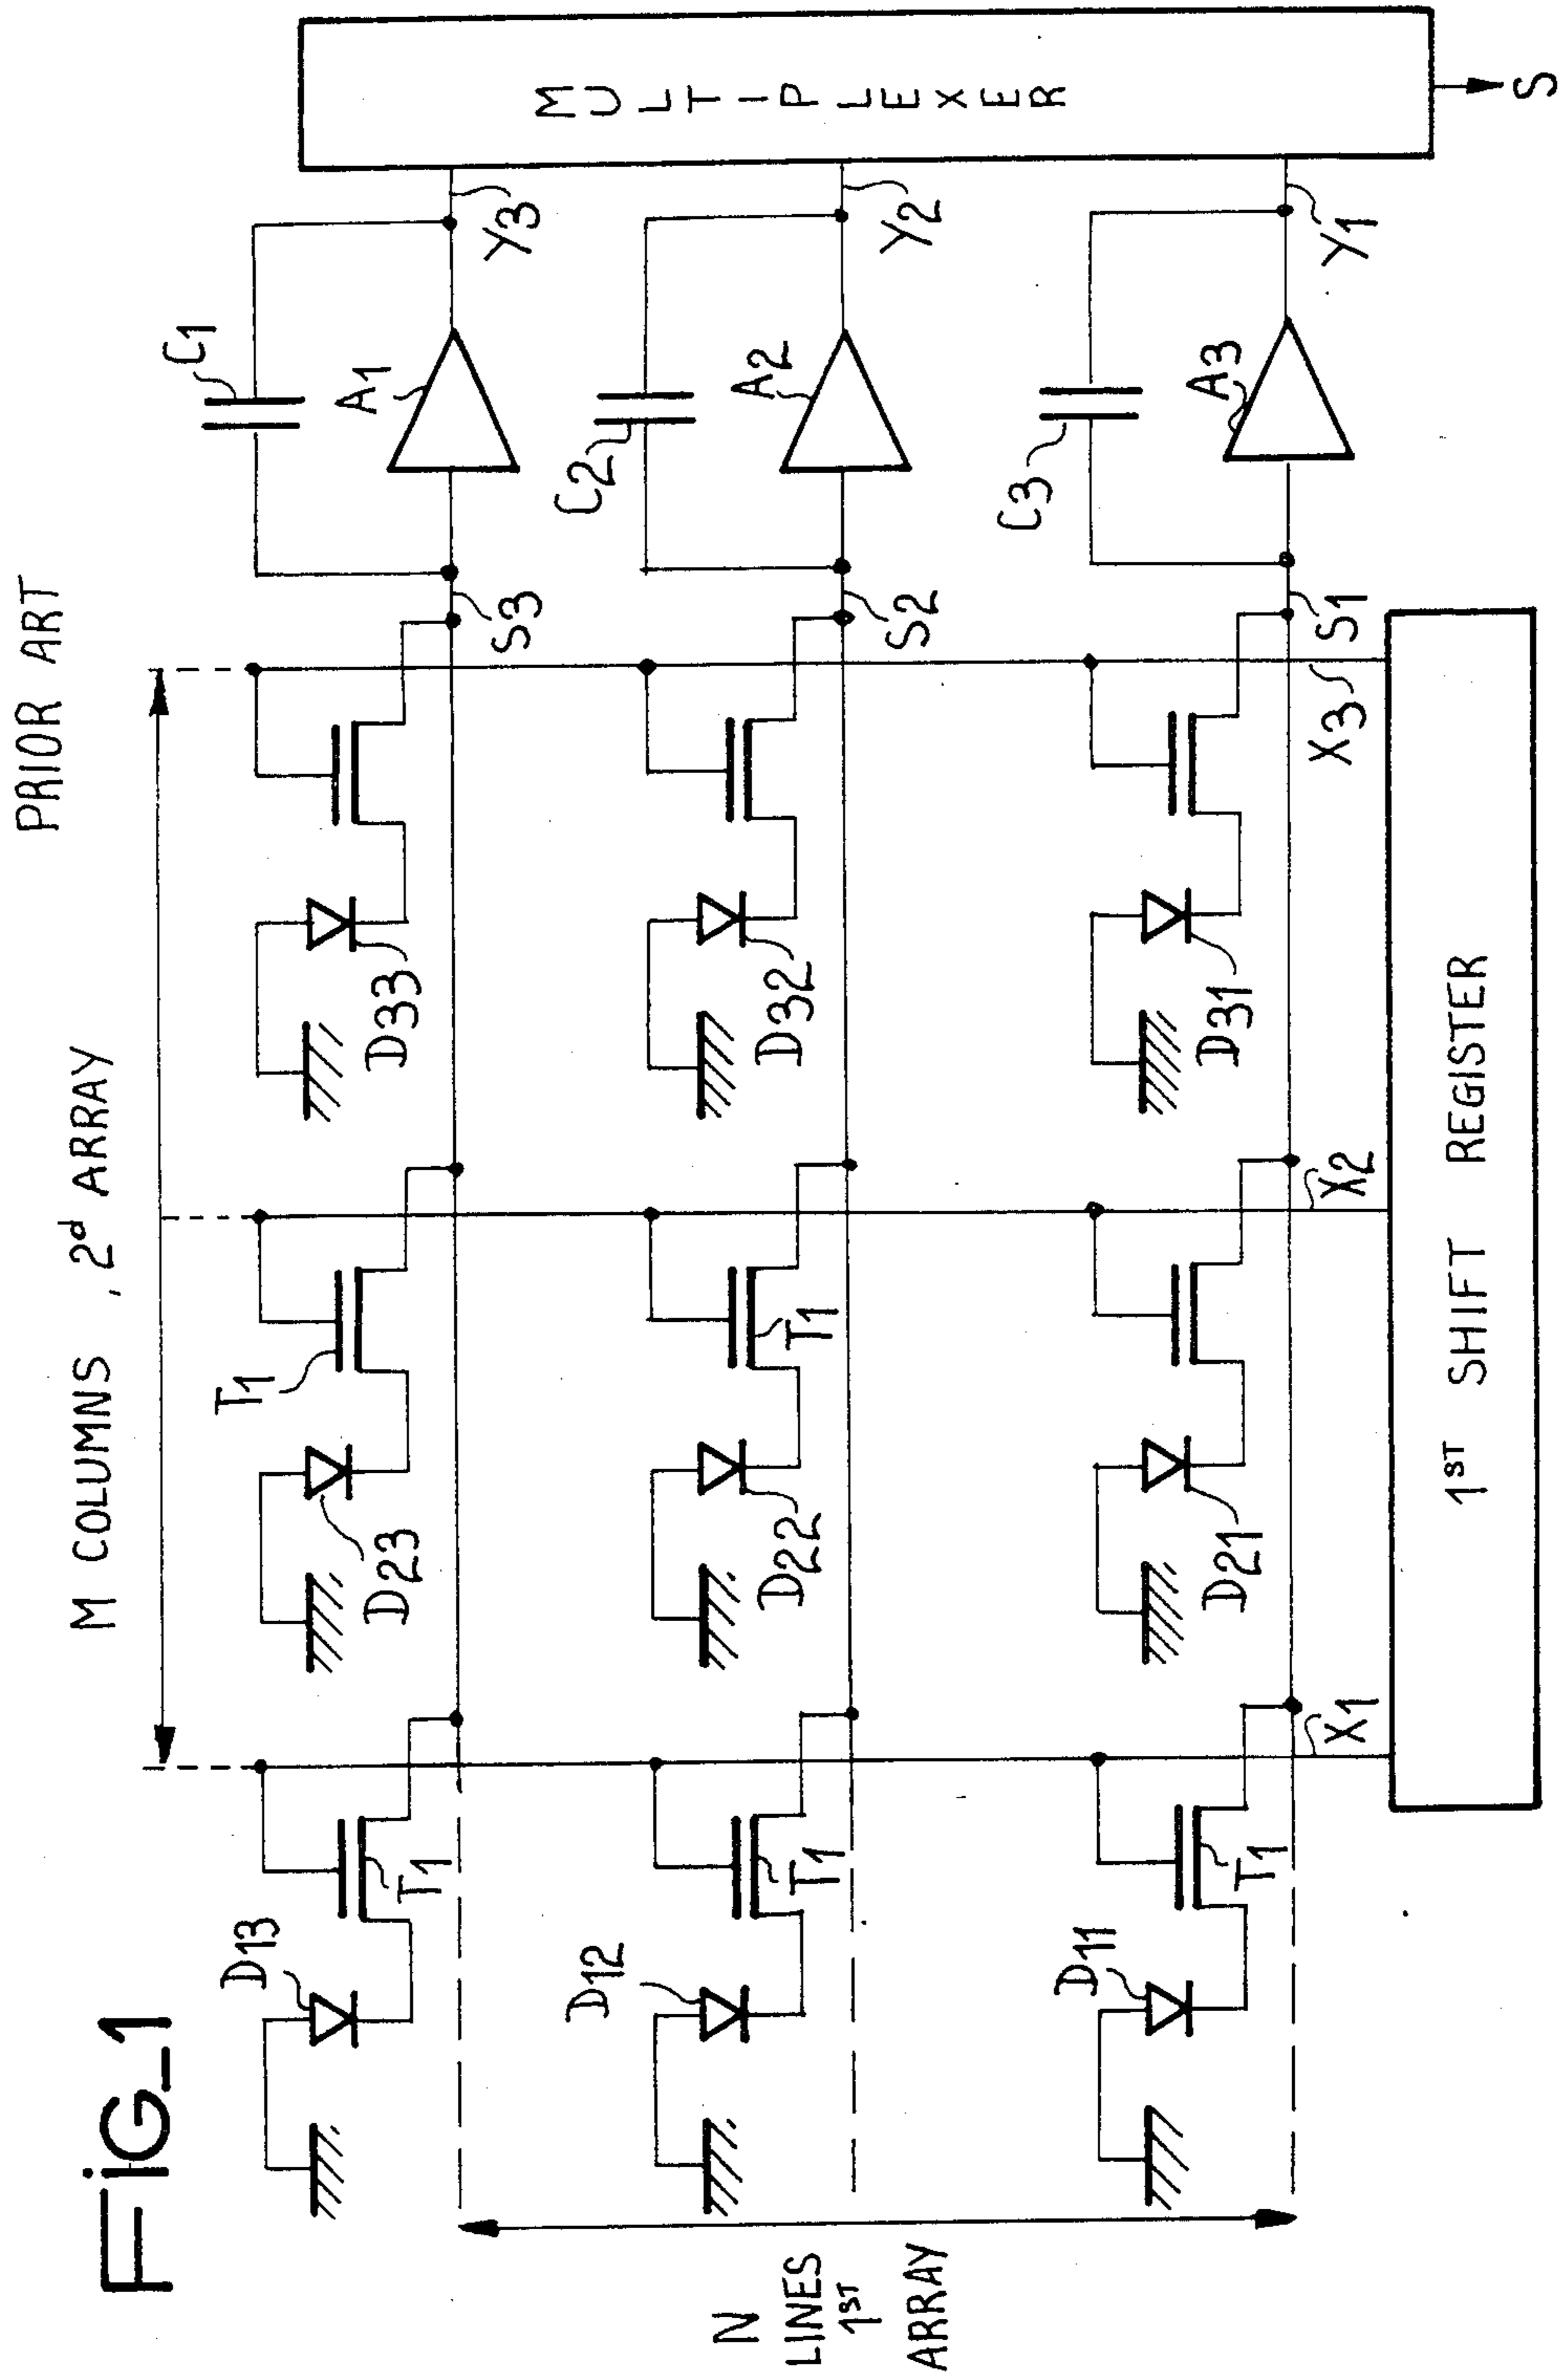 FiG_1
PRIOR ART
M COLUMNS , 2d ARRAY
N
LINES
1ST
ARRAY
D13
T1
D23
T1
D33
S3
C1
A1
Y3
D12
T1
D22
T1
D32
S2
C2
A2
Y2
D11
T1
D21
D31
S1
C3
A3
Y1
X1
X2
X3
1ST SHIFT REGISTER
MULTIPLEXER
S